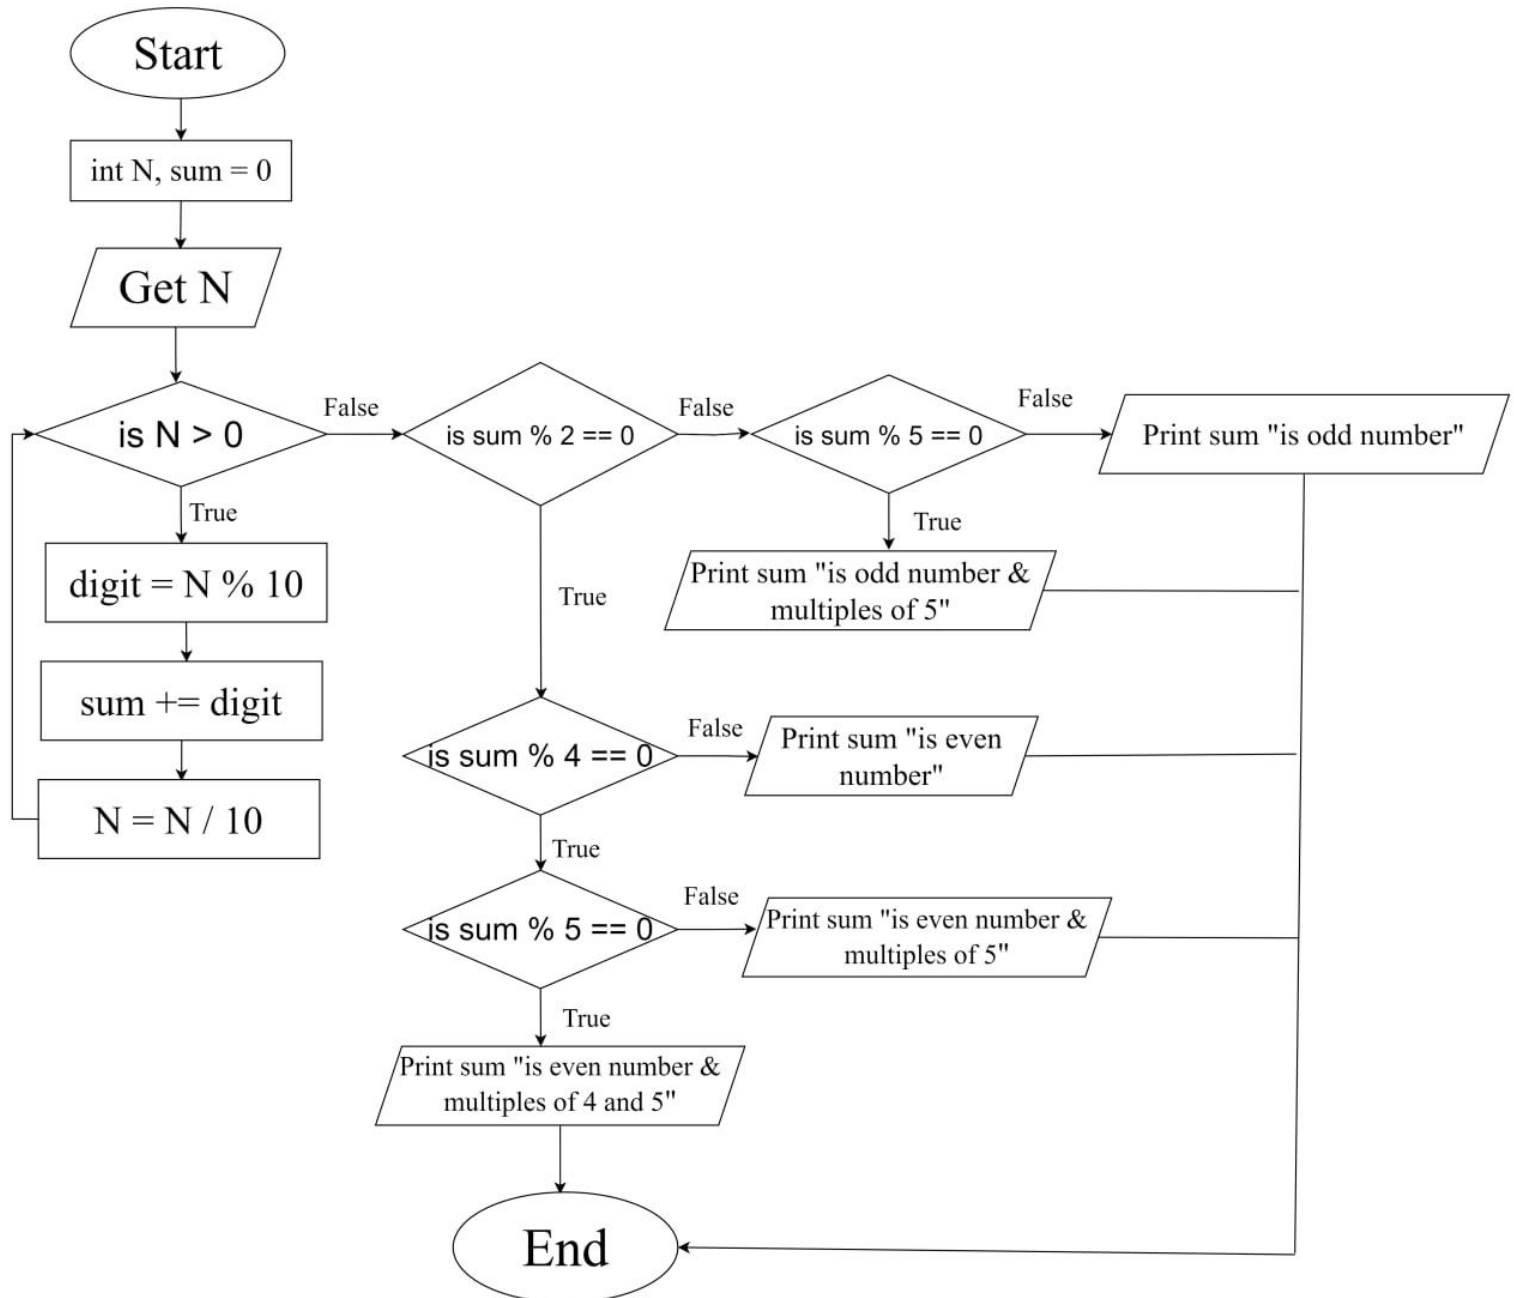 Start
int N, sum = 0
Get N
is N > 0
False
is sum % 2 == 0
False
is sum % 5 == 0
False
Print sum "is odd number"
True
digit = N % 10
sum += digit
N = N / 10
True
Print sum "is odd number &
multiples of 5"
True
is sum % 4 == 0
False
Print sum "is even
number"
True
is sum % 5 == 0
False
Print sum "is even number &
multiples of 5"
True
Print sum "is even number &
multiples of 4 and 5"
End